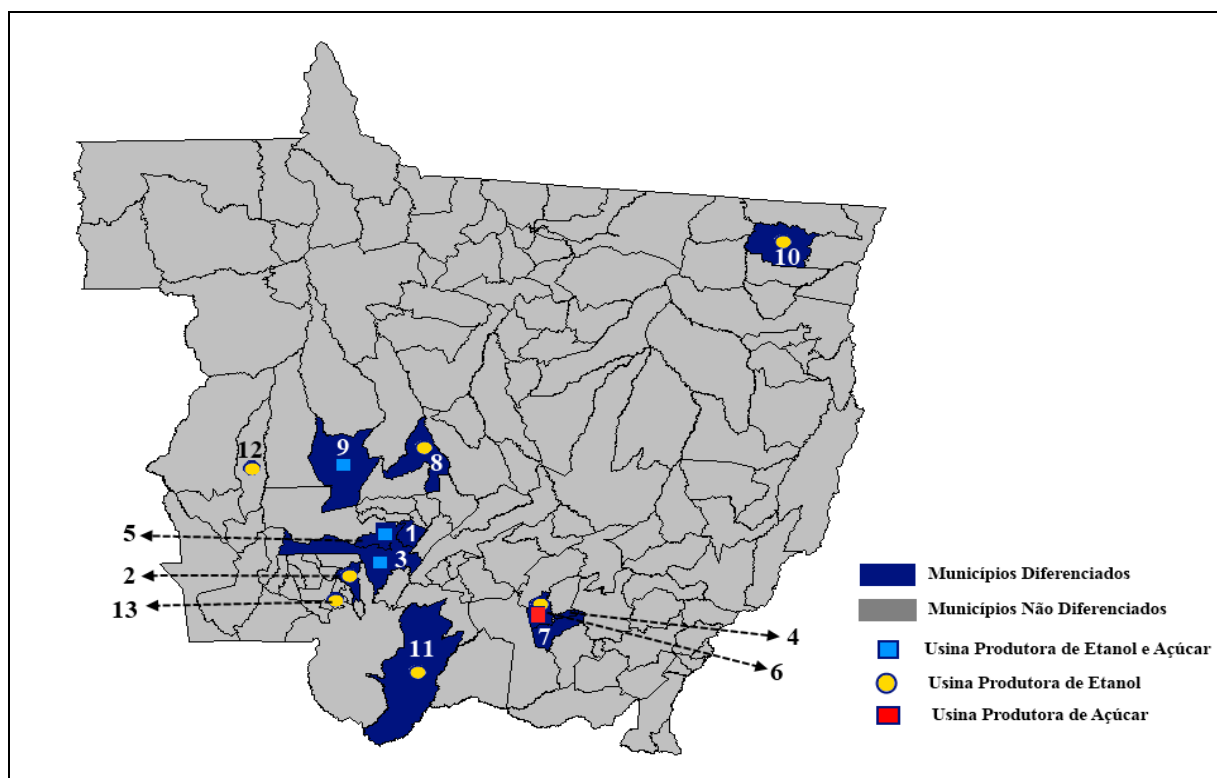 10
12
9
8
5
1
3
2
13
4
7
6
11
Municípios Diferenciados
Municípios Não Diferenciados
Usina Produtora de Etanol e Açúcar
Usina Produtora de Etanol
Usina Produtora de Açúcar